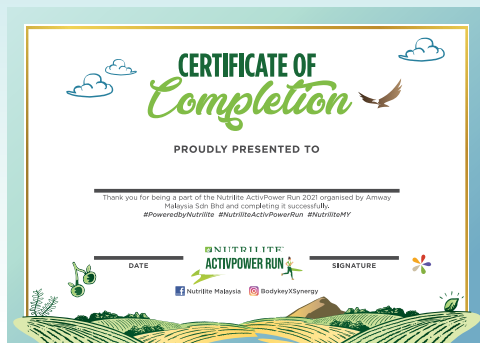 CERTIFICATE OF
Completion
PROUDLY PRESENTED TO
Thank you for being a part of the Nutrilite ActivPower Run 2021 organised by Amway
Malaysia Sdn Bhd and completing it successfully.
#PoweredbyNutrilite #NutriliteActivPowerRun #NutriliteMY
NUTRILITE
ACTIVPOWER RUN
DATE
SIGNATURE
Nutrilite Malaysia BodykeyXSynergy